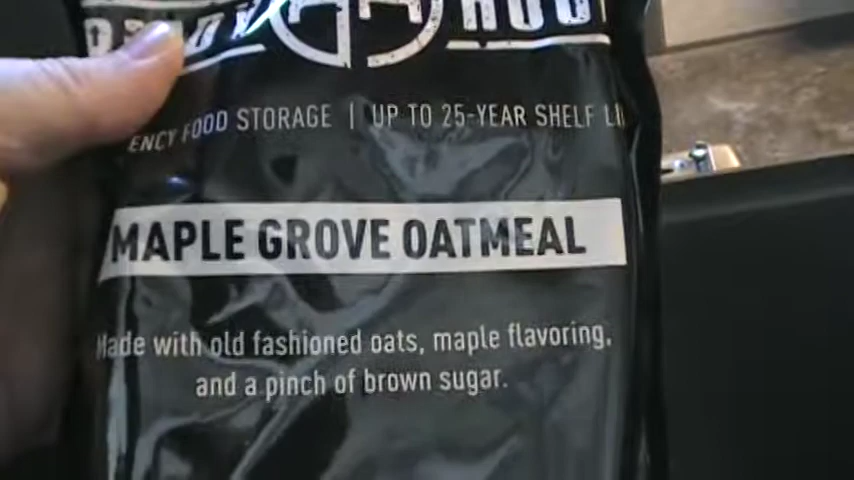 ENCY FOOD STORAGE | UP TO 25-YEAR SHELF LI
MAPLE GROVE OATMEAL
Made with old fashioned oats, maple flavoring,
and a pinch of brown sugar.